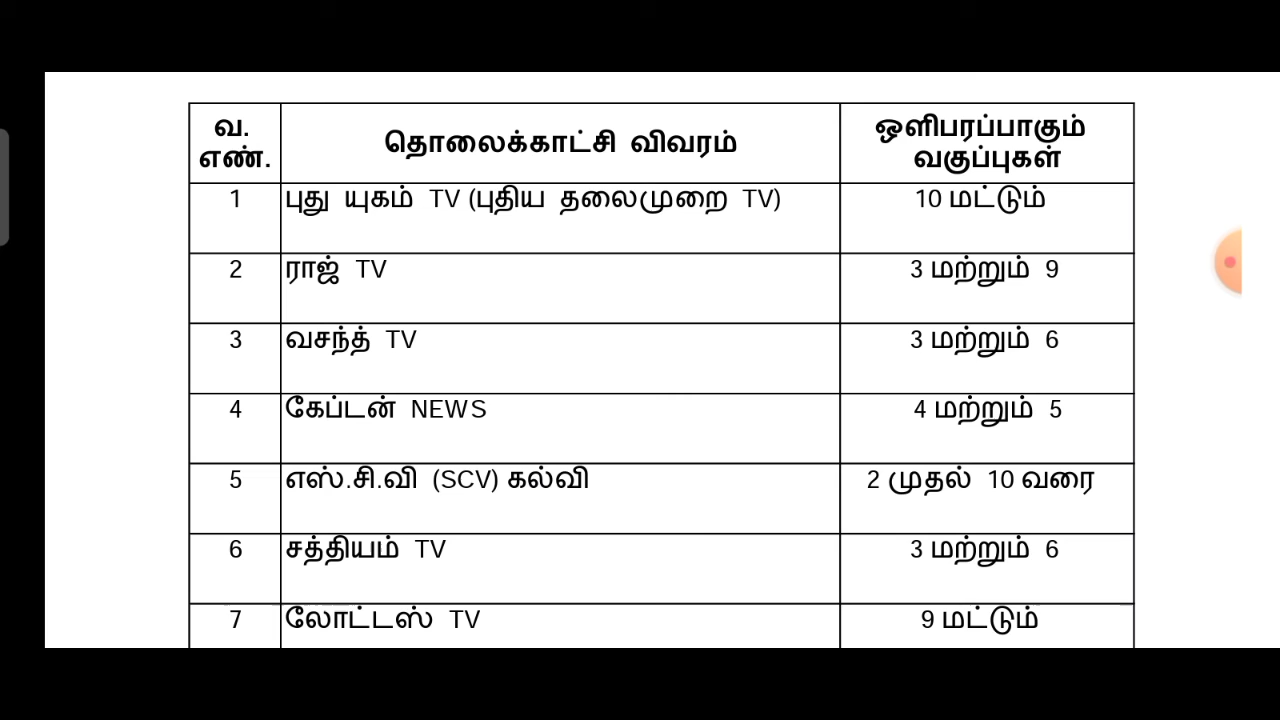 வ. எண். தொலைக்காட்சி விவரம் ஒளிபரப்பாகும் வகுப்புகள்
1 புது யுகம் TV (புதிய தலைமுறை TV) 10 மட்டும்
2 ராஜ் TV 3 மற்றும் 9
3 வசந்த் TV 3 மற்றும் 6
4 கேப்டன் NEWS 4 மற்றும் 5
5 எஸ்.சி.வி (SCV) கல்வி 2 முதல் 10 வரை
6 சத்தியம் TV 3 மற்றும் 6
7 லோட்டஸ் TV 9 மட்டும்